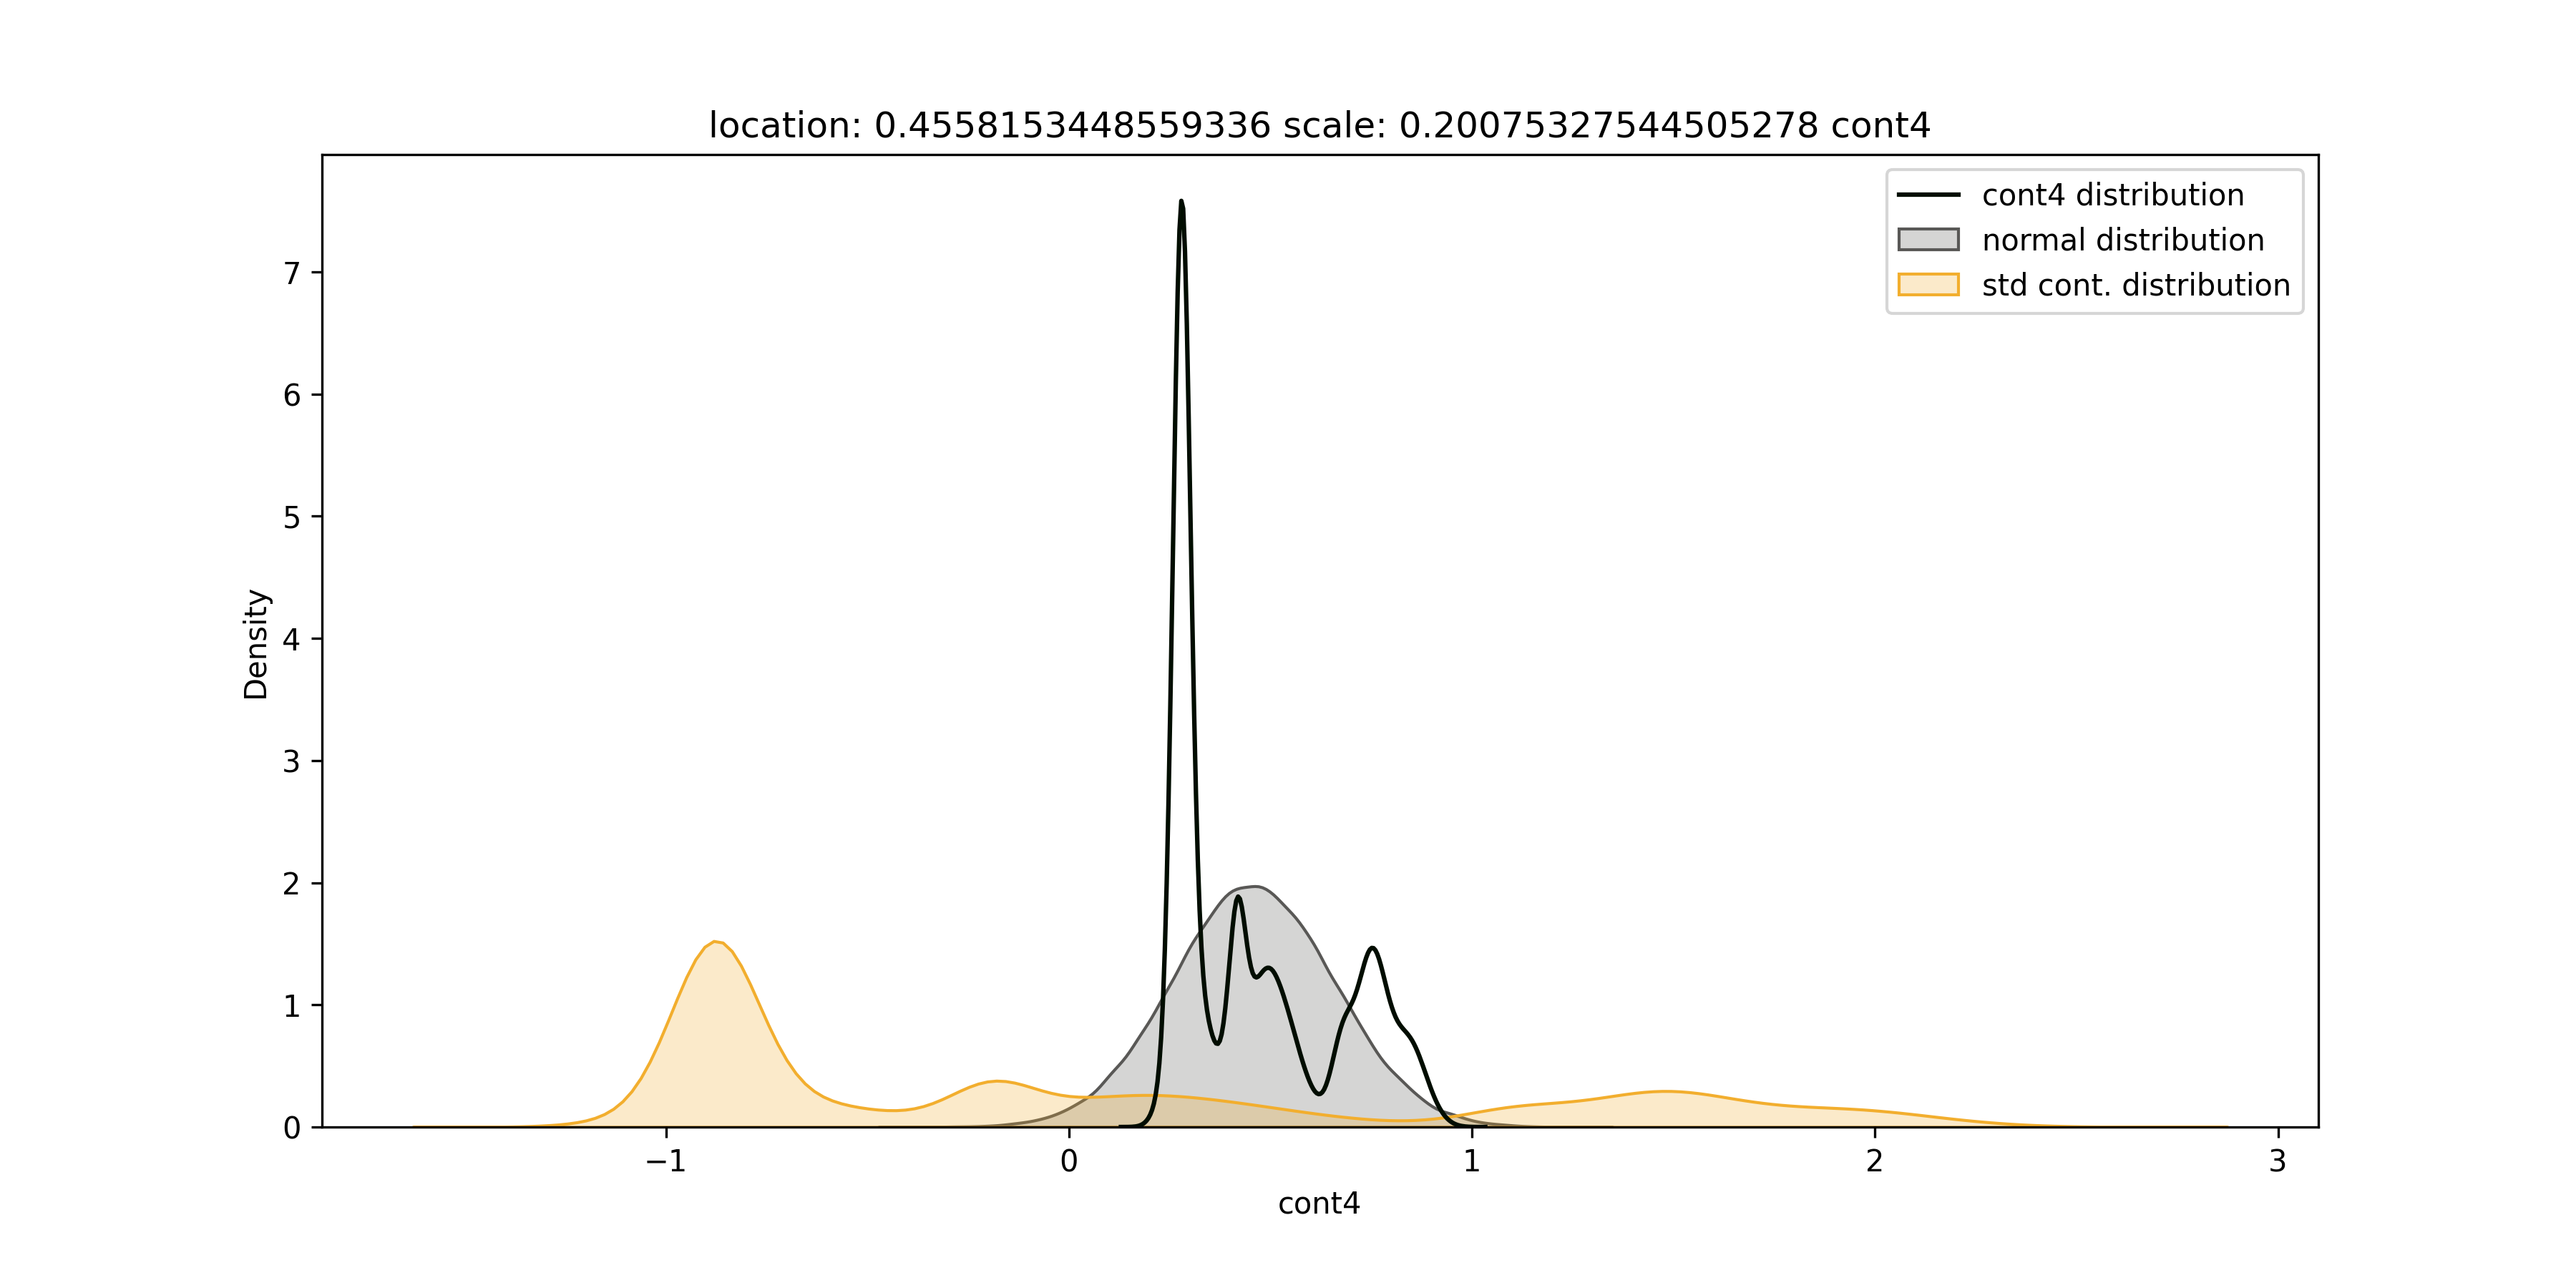 location: 0.4558153448559336 scale: 0.20075327544505278 cont4
cont4 distribution
normal distribution
std cont. distribution
Density
7
6
5
4
3
2
1
0
−1 0 1 2 3
cont4